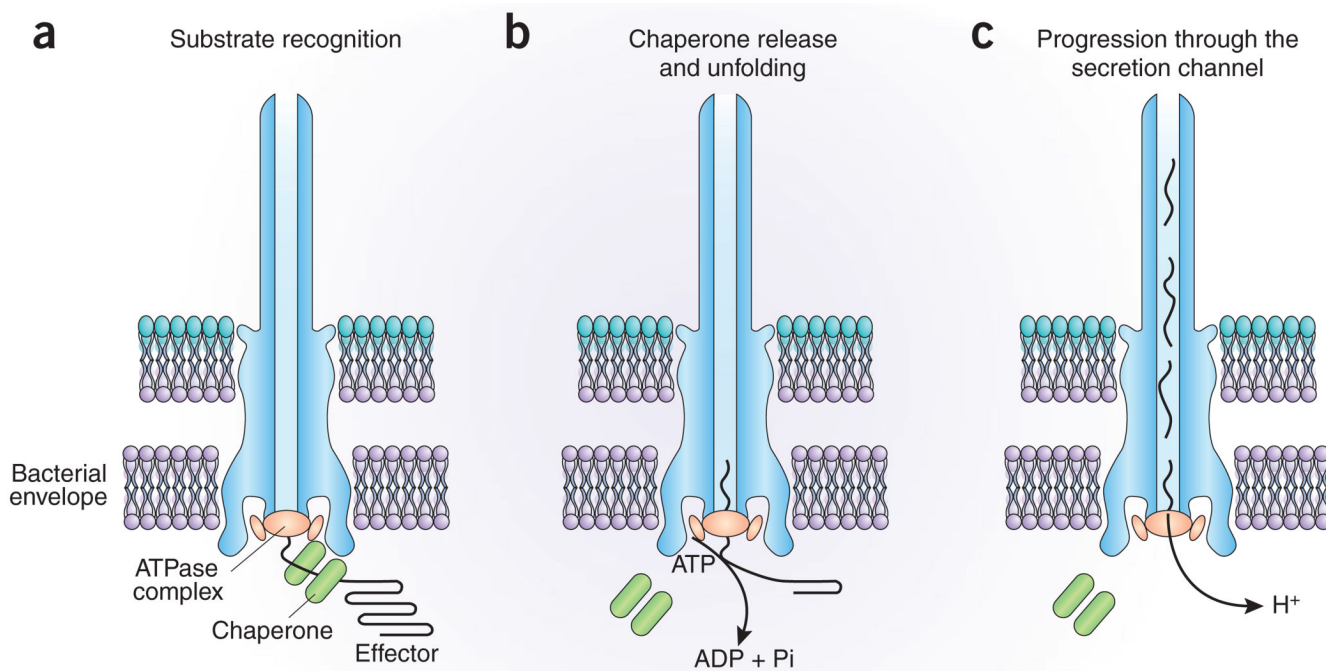 a
Substrate recognition
b
Chaperone release
and unfolding
c
Progression through the
secretion channel
Bacterial
envelope
ATPase
complex
Chaperone
Effector
ATP
ADP + Pi
H⁺